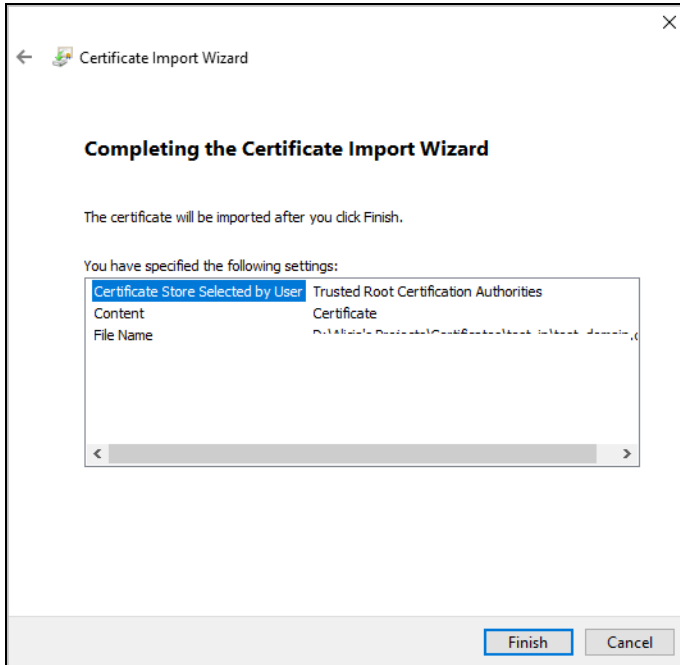 Certificate Import Wizard
Completing the Certificate Import Wizard
The certificate will be imported after you click Finish.
You have specified the following settings:
Certificate Store Selected by User Trusted Root Certification Authorities
Content Certificate
File Name
Finish Cancel